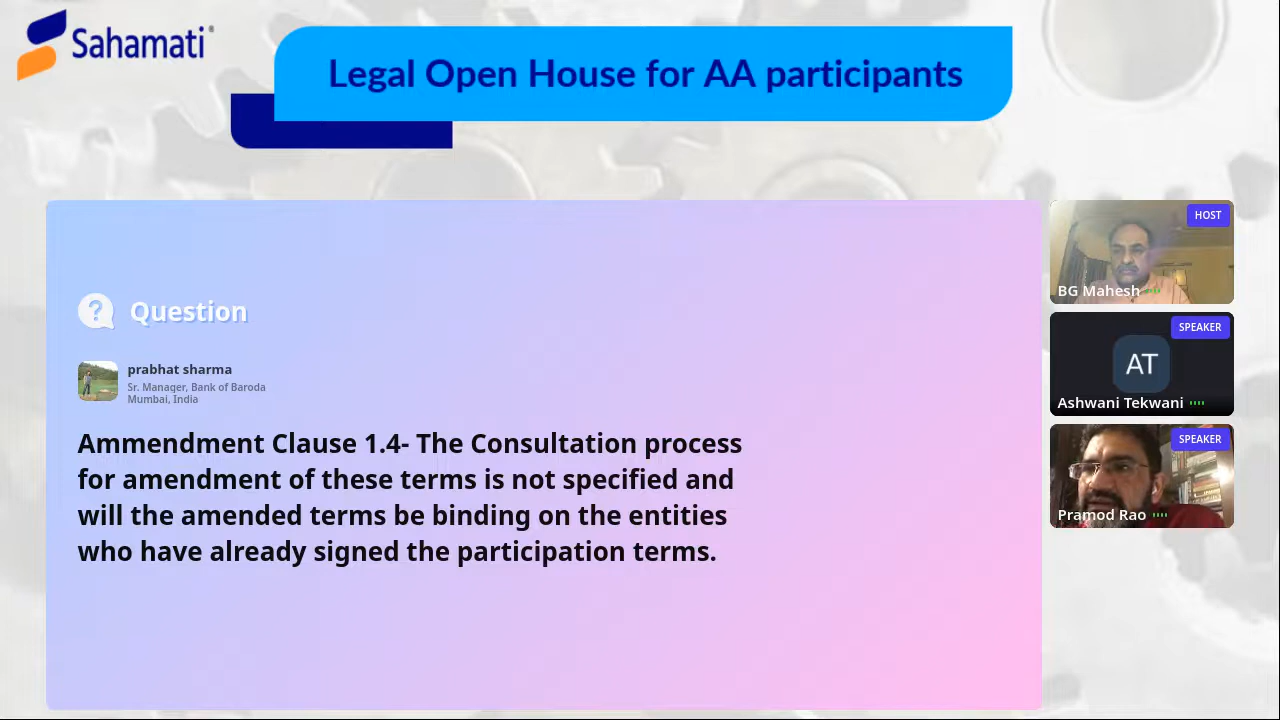 Sahamati
Legal Open House for AA participants
? Question
prabhat sharma
Sr. Manager, Bank of Baroda
Mumbai, India
Ammendment Clause 1.4- The Consultation process
for amendment of these terms is not specified and
will the amended terms be binding on the entities
who have already signed the participation terms.
HOST
BG Mahesh
SPEAKER
AT
Ashwani Tekwani
SPEAKER
Pramod Rao